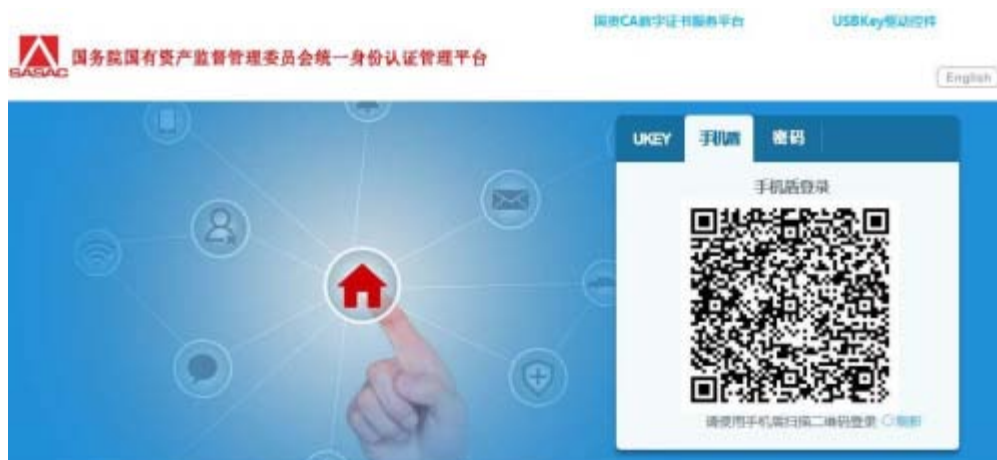 国资CA数字证书服务平台
USBKey驱动控件
SASAC
国务院国有资产监督管理委员会统一身份认证管理平台
English
UKEY
手机盾
密码
手机盾登录
请使用手机盾扫描二维码登录
刷新